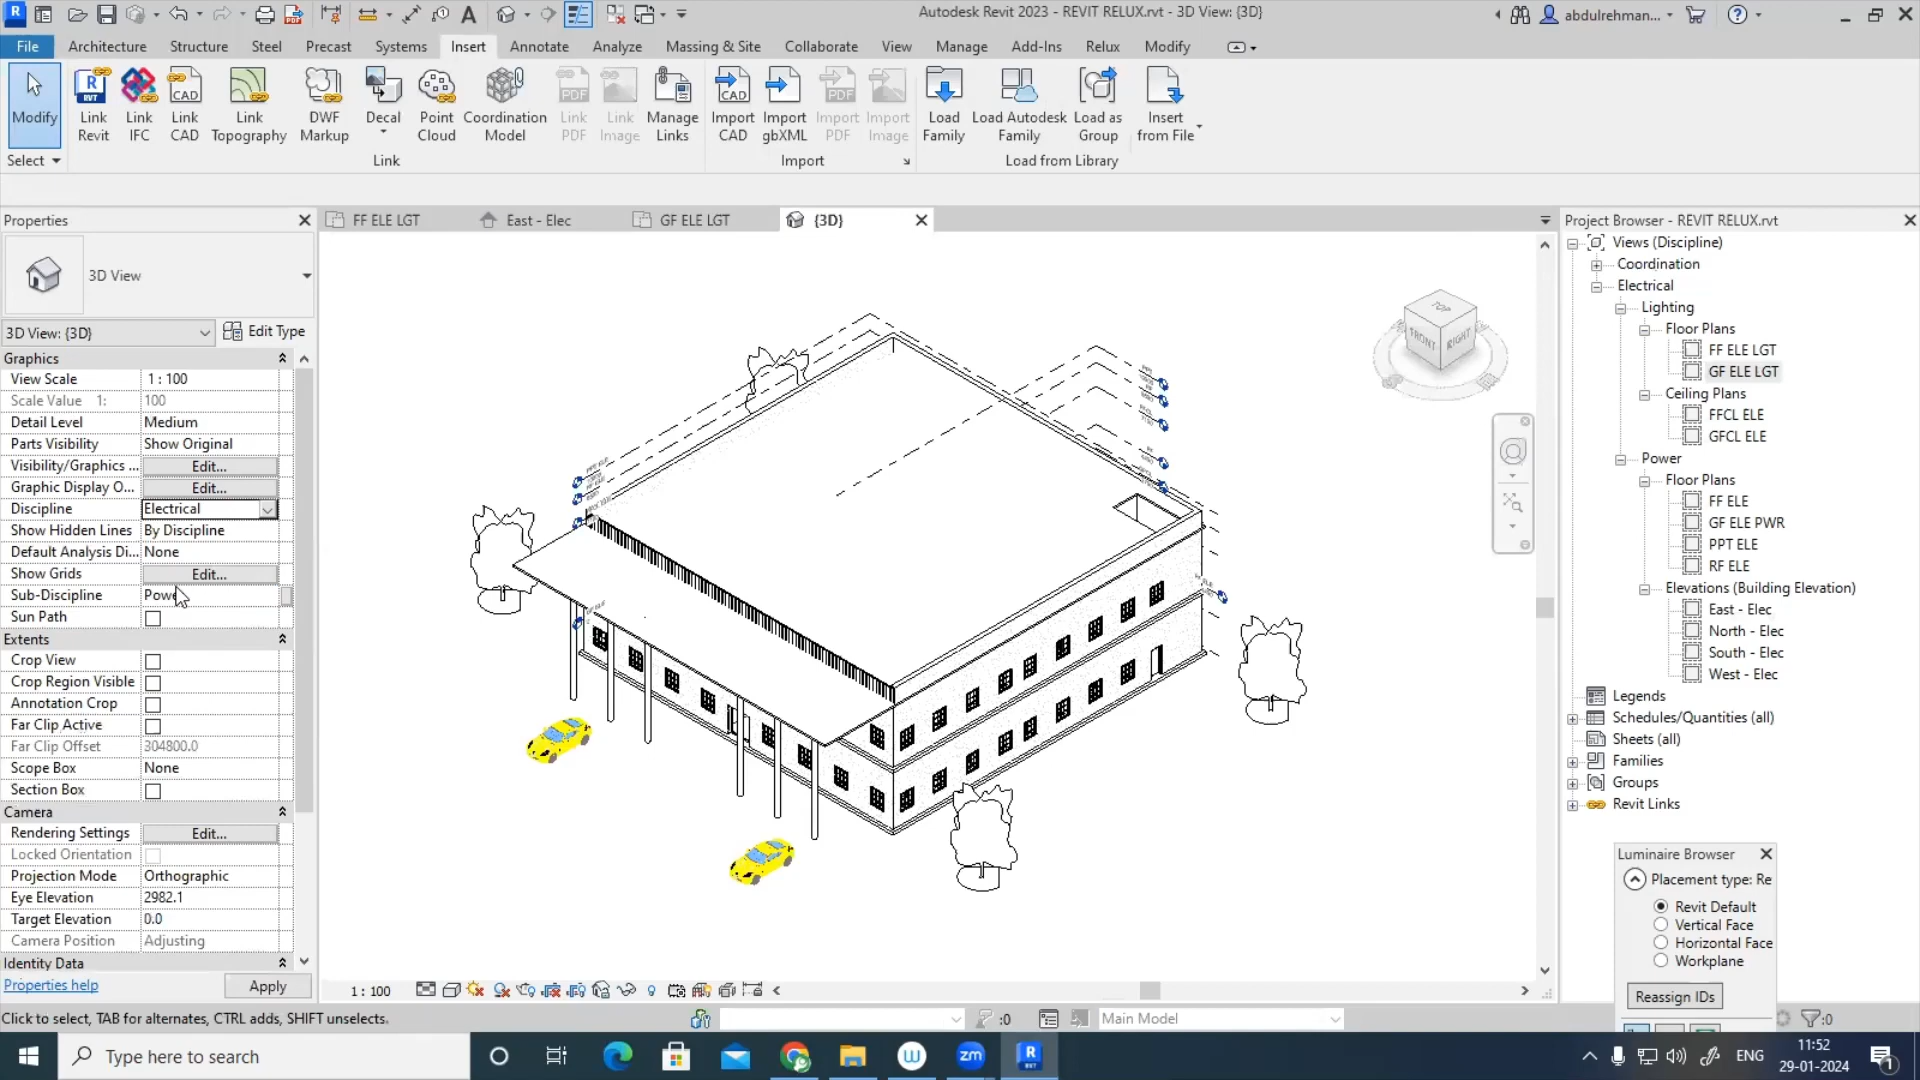 Autodesk Revit 2023 - REVIT RELUX.rvt - 3D View: {3D}
abdulrehman...
File Architecture Structure Steel Precast Systems Insert Annotate Analyze Massing & Site Collaborate View Manage Add-Ins Relux Modify
Modify
Link Revit
Link IFC
Link CAD
Link Topography
DWF Markup
Decal
Point Cloud
Coordination Model
Link PDF
Link Image
Manage Links
Import CAD
Import gbXML
Import PDF
Import Image
Load Family
Load Autodesk Family
Load as Group
Insert from File
Select
Link
Import
Load from Library
Properties
FF ELE LGT
East - Elec
GF ELE LGT
{3D}
3D View
3D View: {3D}
Edit Type
Graphics
View Scale 1 : 100
Scale Value 1: 100
Detail Level Medium
Parts Visibility Show Original
Visibility/Graphics ... Edit...
Graphic Display O... Edit...
Discipline Electrical
Show Hidden Lines By Discipline
Default Analysis Di... None
Show Grids Edit...
Sub-Discipline
Sun Path
Extents
Crop View
Crop Region Visible
Annotation Crop
Far Clip Active
Far Clip Offset 304800.0
Scope Box None
Section Box
Camera
Rendering Settings Edit...
Locked Orientation
Projection Mode Orthographic
Eye Elevation 2982.1
Target Elevation 0.0
Camera Position Adjusting
Identity Data
Properties help
Apply
TOP
FRONT
RIGHT
1 : 100
Project Browser - REVIT RELUX.rvt
Views (Discipline)
Coordination
Electrical
Lighting
Floor Plans
FF ELE LGT
GF ELE LGT
Ceiling Plans
FFCL ELE
GFCL ELE
Power
Floor Plans
FF ELE
GF ELE PWR
PPT ELE
RF ELE
Elevations (Building Elevation)
East - Elec
North - Elec
South - Elec
West - Elec
Legends
Schedules/Quantities (all)
Sheets (all)
Families
Groups
Revit Links
Luminaire Browser
Placement type: Re
Revit Default
Vertical Face
Horizontal Face
Workplane
Reassign IDs
Click to select, TAB for alternates, CTRL adds, SHIFT unselects.
:0
Main Model
:0
Type here to search
ENG
11:52
29-01-2024